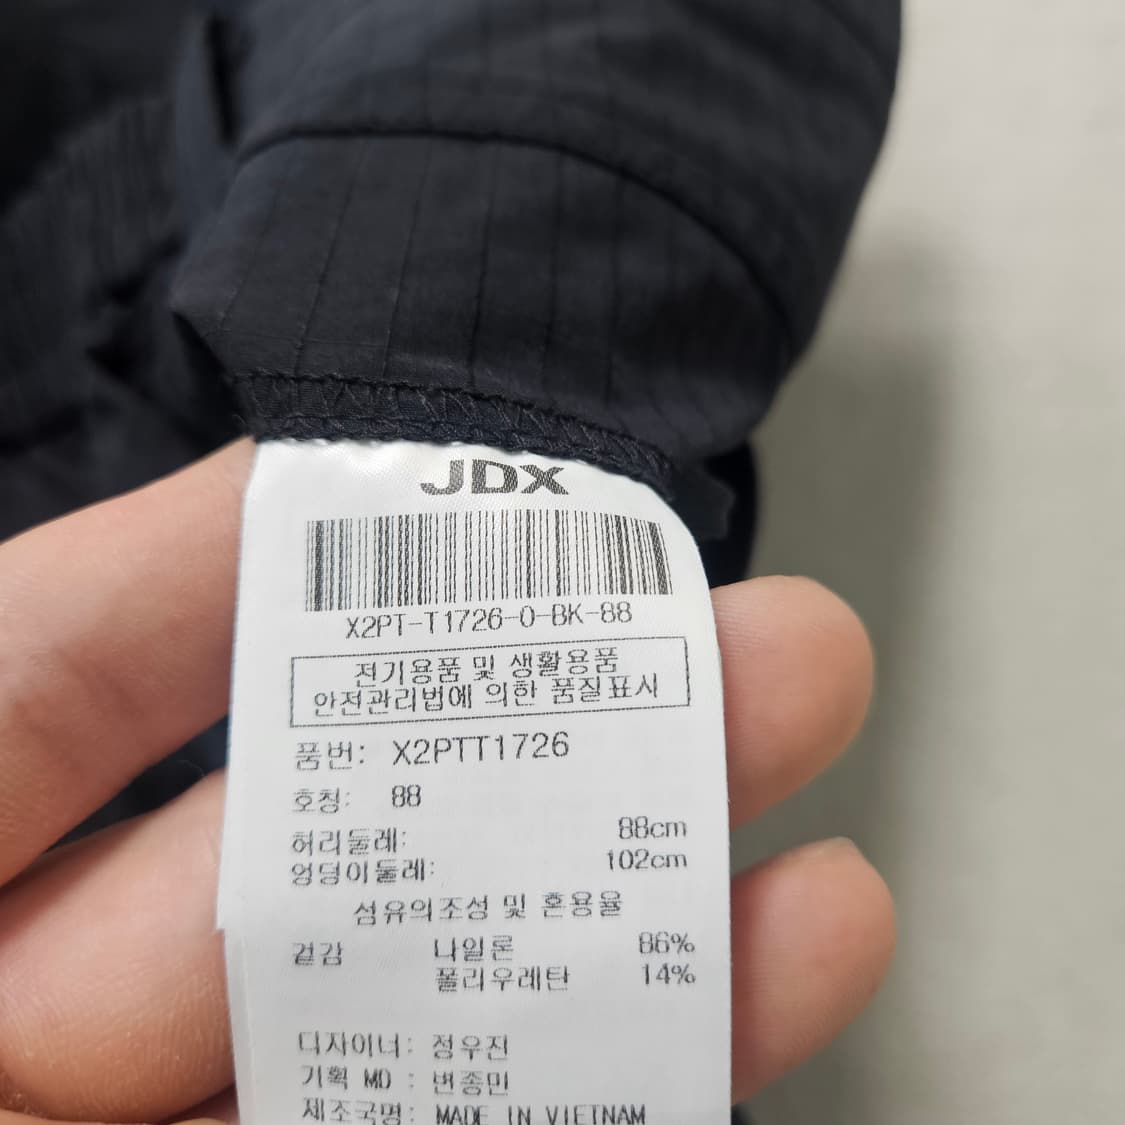 JDX
X2PT-T1726-0-BK-88
전기용품 및 생활용품
안전관리법에 의한 품질표시
품번: X2PTT1726
호칭: 88
허리둘레: 88cm
엉덩이둘레: 102cm
섬유의조성 및 혼용율
겉감 나일론 86%
폴리우레탄 14%
디자이너: 정우진
기획 MD : 변종민
제조국명: MADE IN VIETNAM